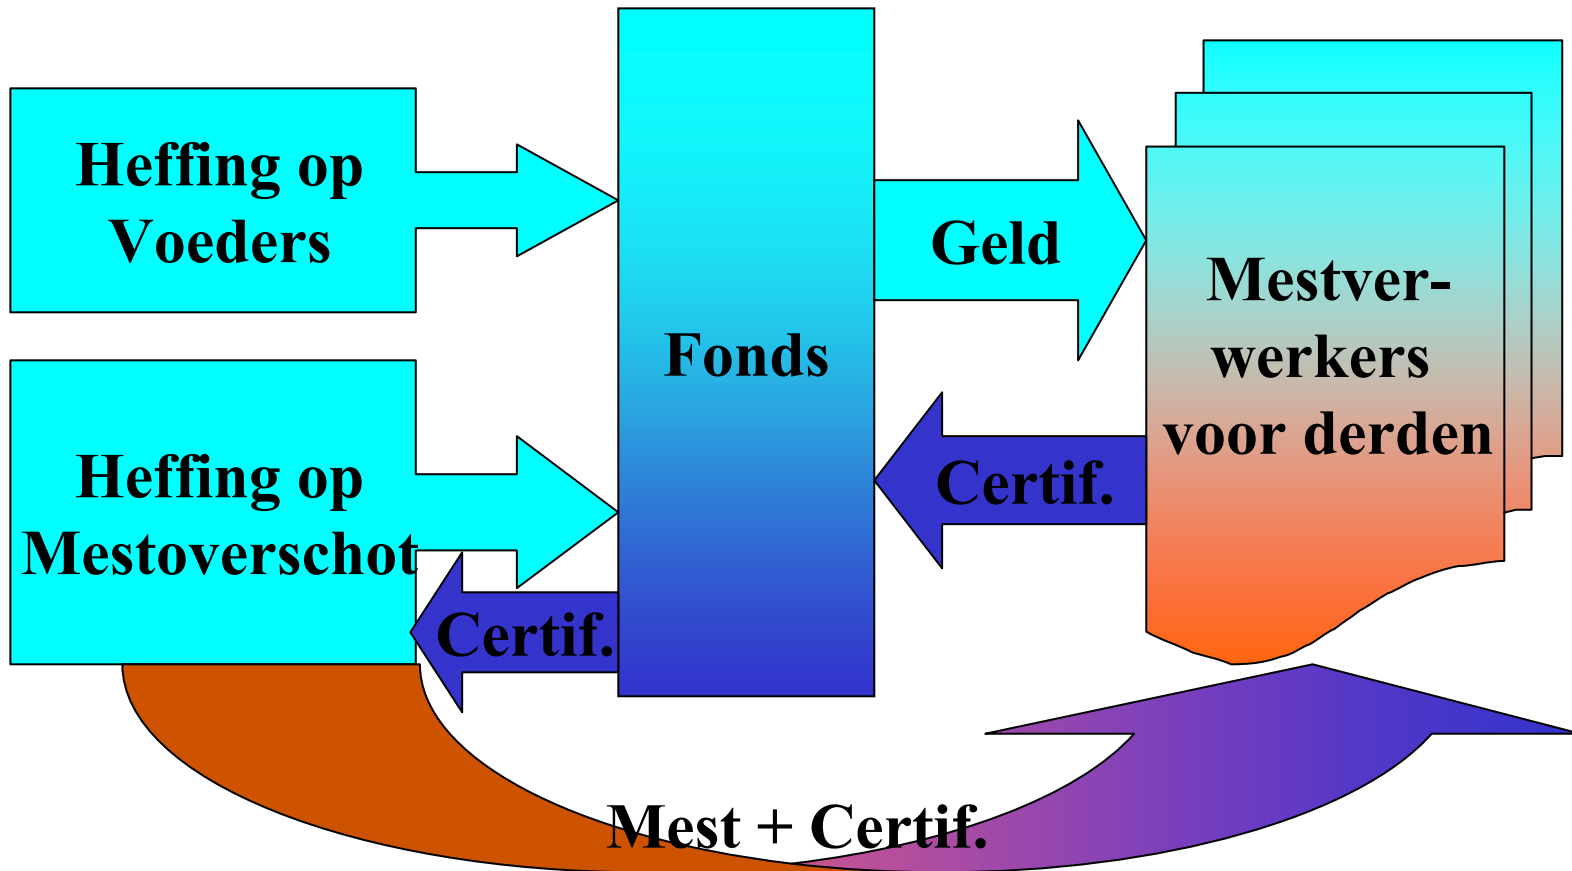 Heffing op
Voeders
Heffing op
Mestoverschot
Certif.
Fonds
Geld
Certif.
Mestver-
werkers
voor derden
Mest + Certif.